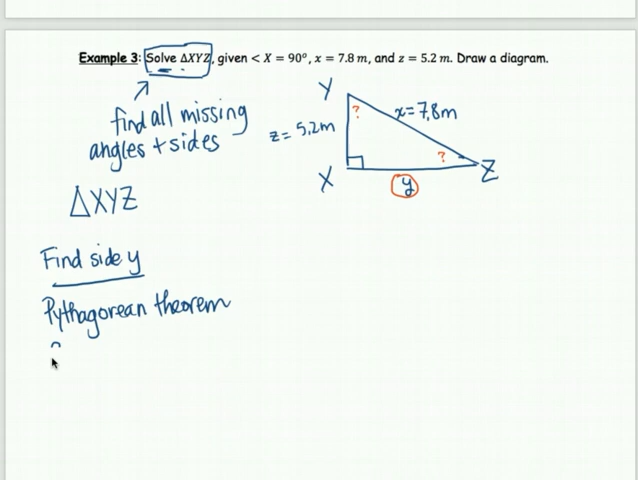 Example 3: Solve ΔXYZ, given < X = 90°, x = 7.8 m, and z = 5.2 m. Draw a diagram.
find all missing
angles + sides
ΔXYZ
Y
?
x = 7.8m
z = 5.2m
?
X
y
Z
Find side y
Pythagorean theorem